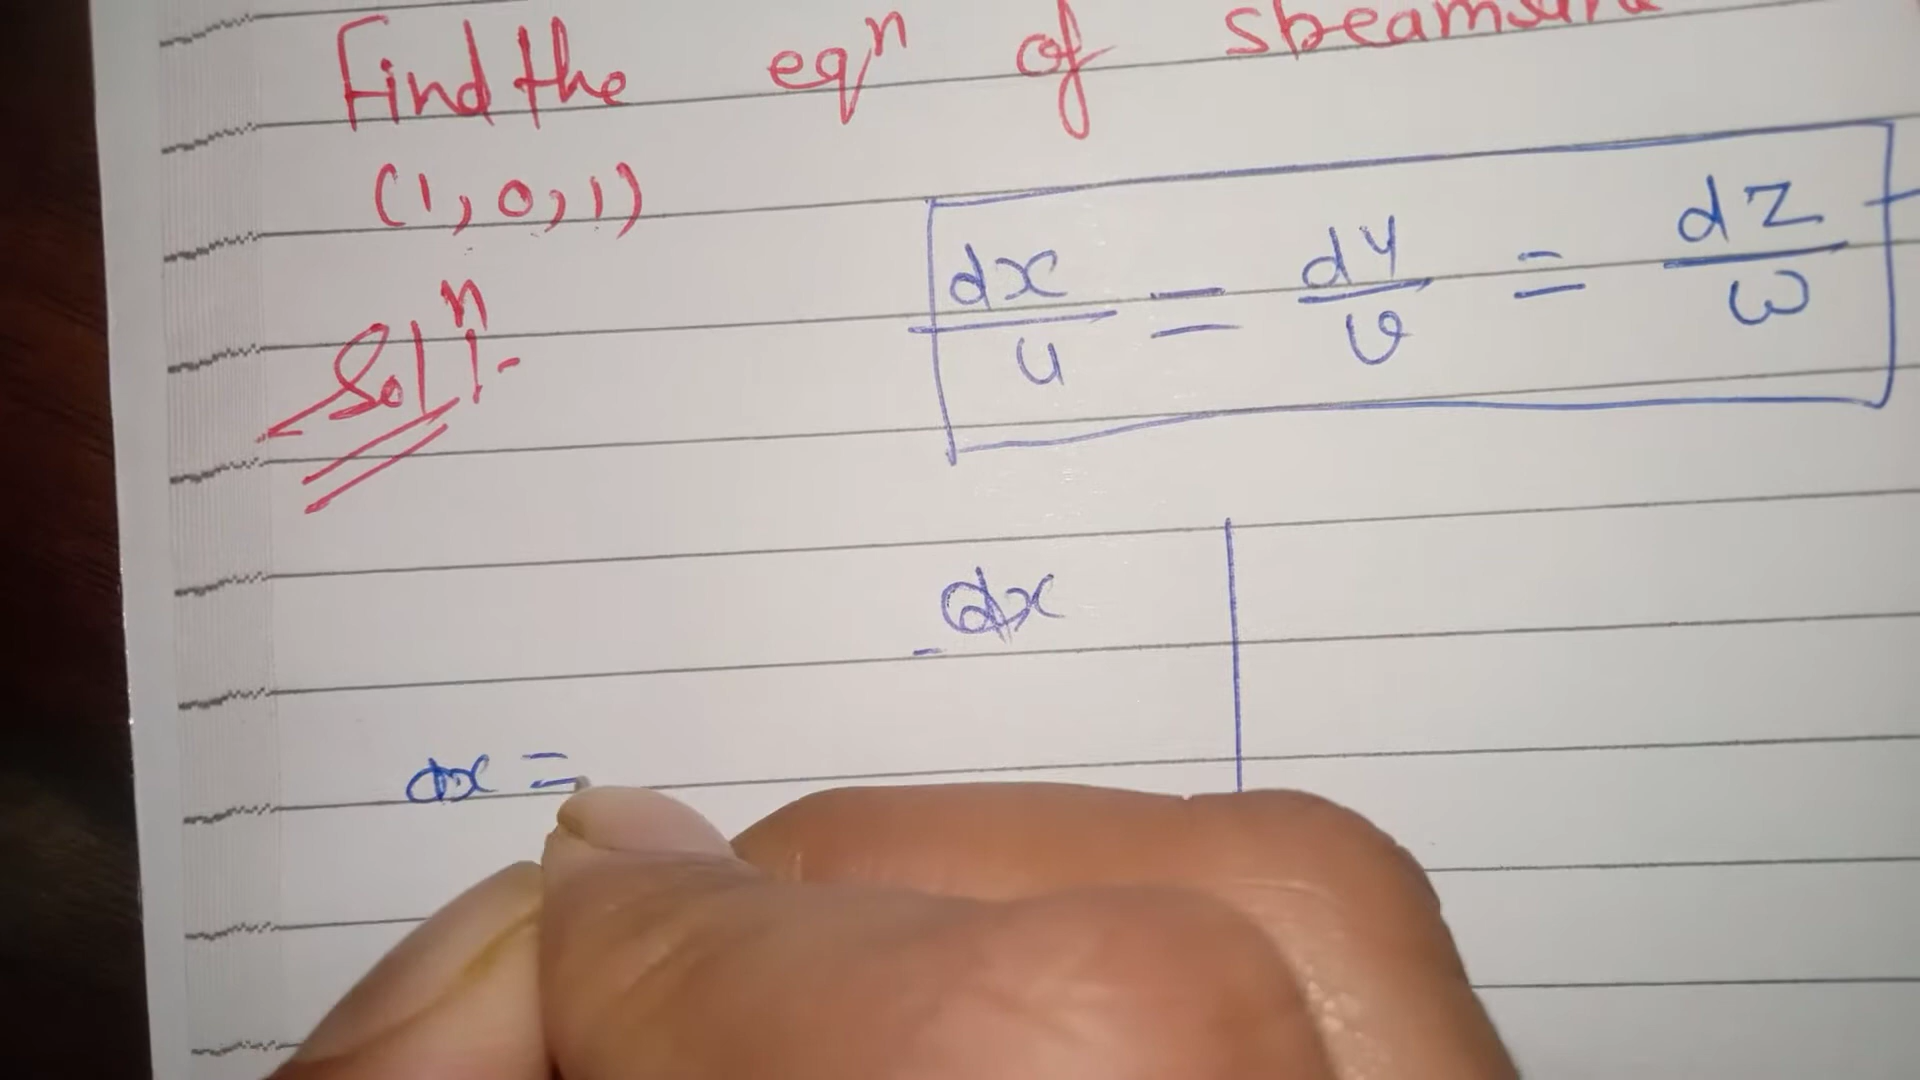 Find the eqⁿ of
(1, 0, 1)
dx/u = dy/v = dz/w
Solⁿ:-
dx
dx =